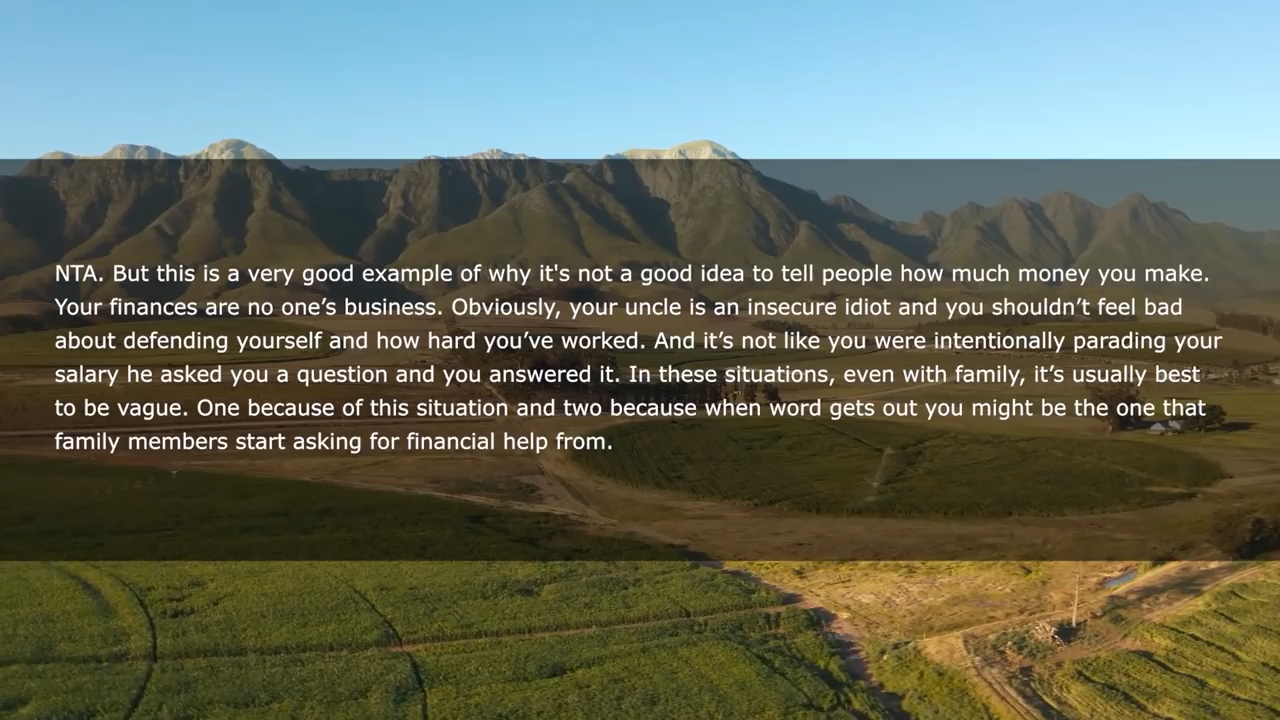 NTA. But this is a very good example of why it's not a good idea to tell people how much money you make.
Your finances are no one’s business. Obviously, your uncle is an insecure idiot and you shouldn’t feel bad
about defending yourself and how hard you’ve worked. And it’s not like you were intentionally parading your
salary he asked you a question and you answered it. In these situations, even with family, it’s usually best
to be vague. One because of this situation and two because when word gets out you might be the one that
family members start asking for financial help from.